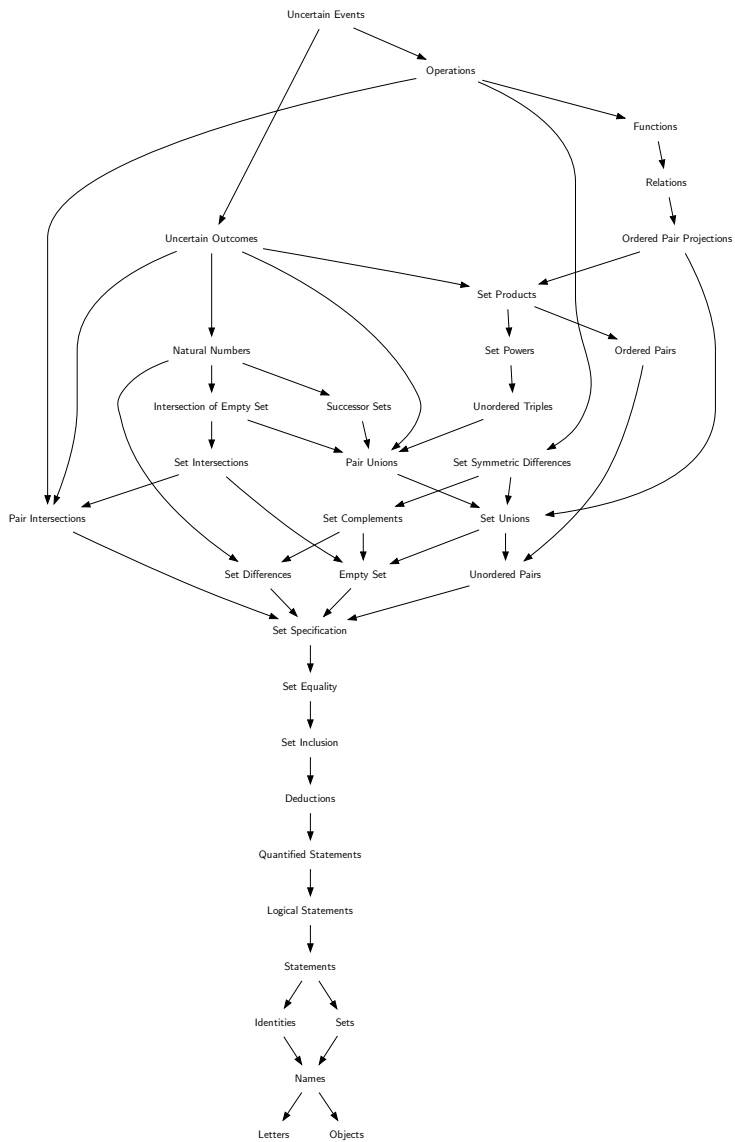 Uncertain Events
Operations
Functions
Relations
Uncertain Outcomes
Ordered Pair Projections
Set Products
Natural Numbers
Set Powers
Ordered Pairs
Intersection of Empty Set
Successor Sets
Unordered Triples
Set Intersections
Pair Unions
Set Symmetric Differences
Pair Intersections
Set Complements
Set Unions
Set Differences
Empty Set
Unordered Pairs
Set Specification
Set Equality
Set Inclusion
Deductions
Quantified Statements
Logical Statements
Statements
Identities
Sets
Names
Letters
Objects